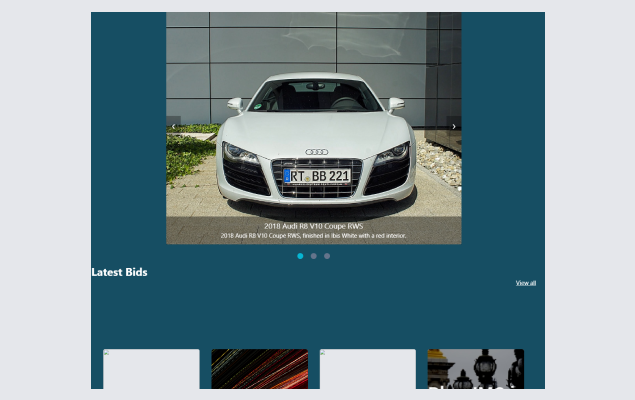 RT BB 221
2018 Audi R8 V10 Coupe RWS
2018 Audi R8 V10 Coupe RWS, finished in Ibis White with a red interior.
Latest Bids
View all